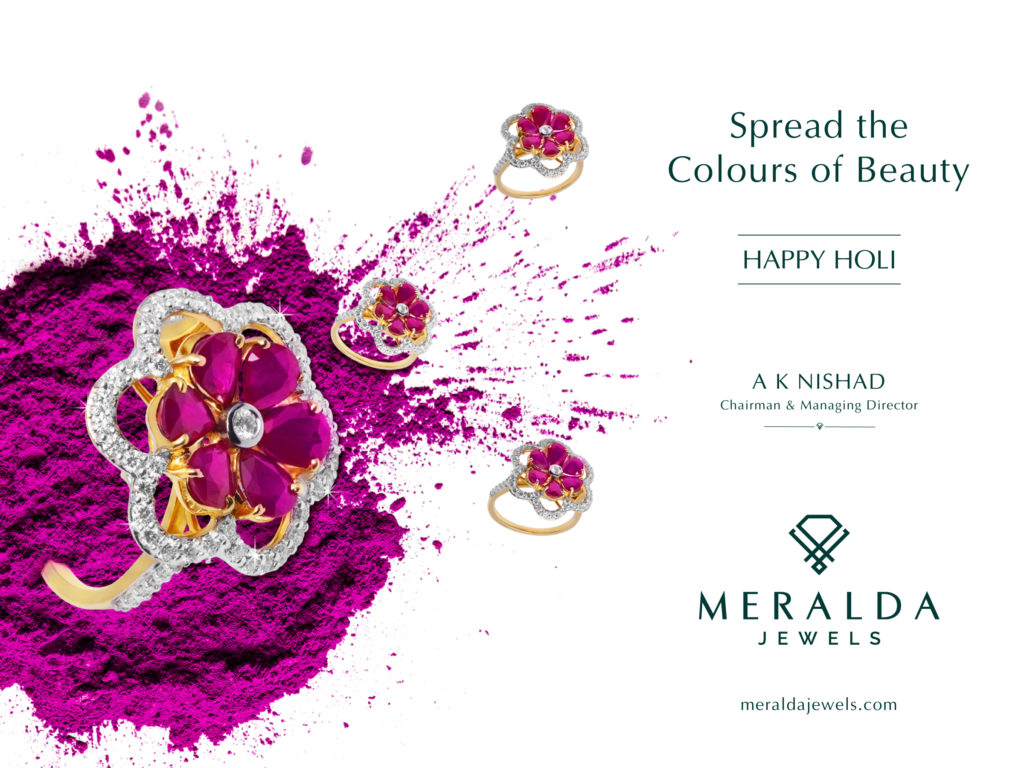 Spread the
Colours of Beauty
HAPPY HOLI
A K NISHAD
Chairman & Managing Director
MERALDA
JEWELS
meraldajewels.com